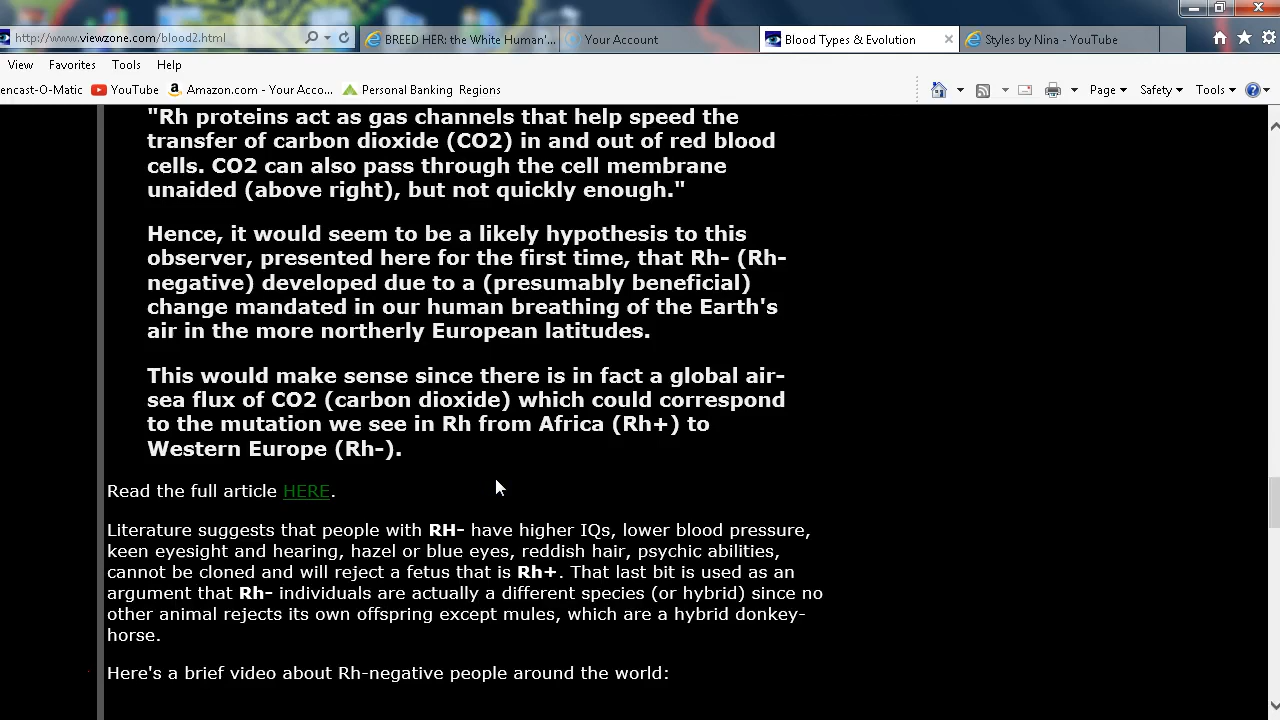 http://www.viewzone.com/blood2.html
BREED HER: the White Human'...
Your Account
Blood Types & Evolution
Styles by Nina - YouTube
View Favorites Tools Help
encast-O-Matic YouTube Amazon.com - Your Acco... Personal Banking Regions
Page Safety Tools
"Rh proteins act as gas channels that help speed the
transfer of carbon dioxide (CO2) in and out of red blood
cells. CO2 can also pass through the cell membrane
unaided (above right), but not quickly enough."
Hence, it would seem to be a likely hypothesis to this
observer, presented here for the first time, that Rh- (Rh-
negative) developed due to a (presumably beneficial)
change mandated in our human breathing of the Earth's
air in the more northerly European latitudes.
This would make sense since there is in fact a global air-
sea flux of CO2 (carbon dioxide) which could correspond
to the mutation we see in Rh from Africa (Rh+) to
Western Europe (Rh-).
Read the full article HERE.
Literature suggests that people with RH- have higher IQs, lower blood pressure,
keen eyesight and hearing, hazel or blue eyes, reddish hair, psychic abilities,
cannot be cloned and will reject a fetus that is Rh+. That last bit is used as an
argument that Rh- individuals are actually a different species (or hybrid) since no
other animal rejects its own offspring except mules, which are a hybrid donkey-
horse.
Here's a brief video about Rh-negative people around the world: